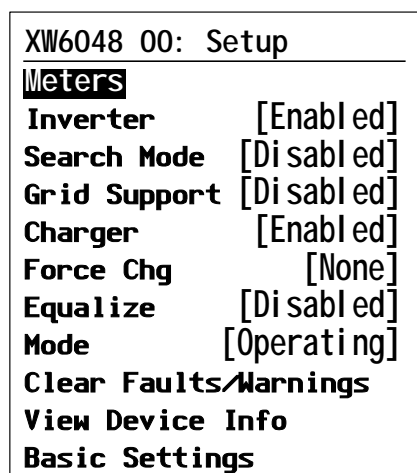 XW6048 00: Setup
Meters
Inverter [Enabled]
Search Mode [Disabled]
Grid Support [Disabled]
Charger [Enabled]
Force Chg [None]
Equalize [Disabled]
Mode [Operating]
Clear Faults/Warnings
View Device Info
Basic Settings